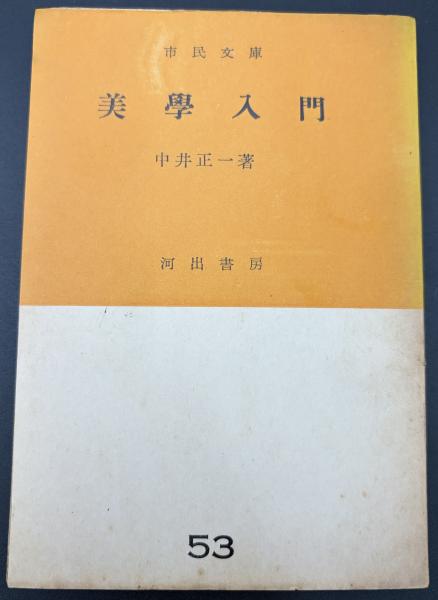 市民文庫
美學入門
中井正一著
河出書房
53